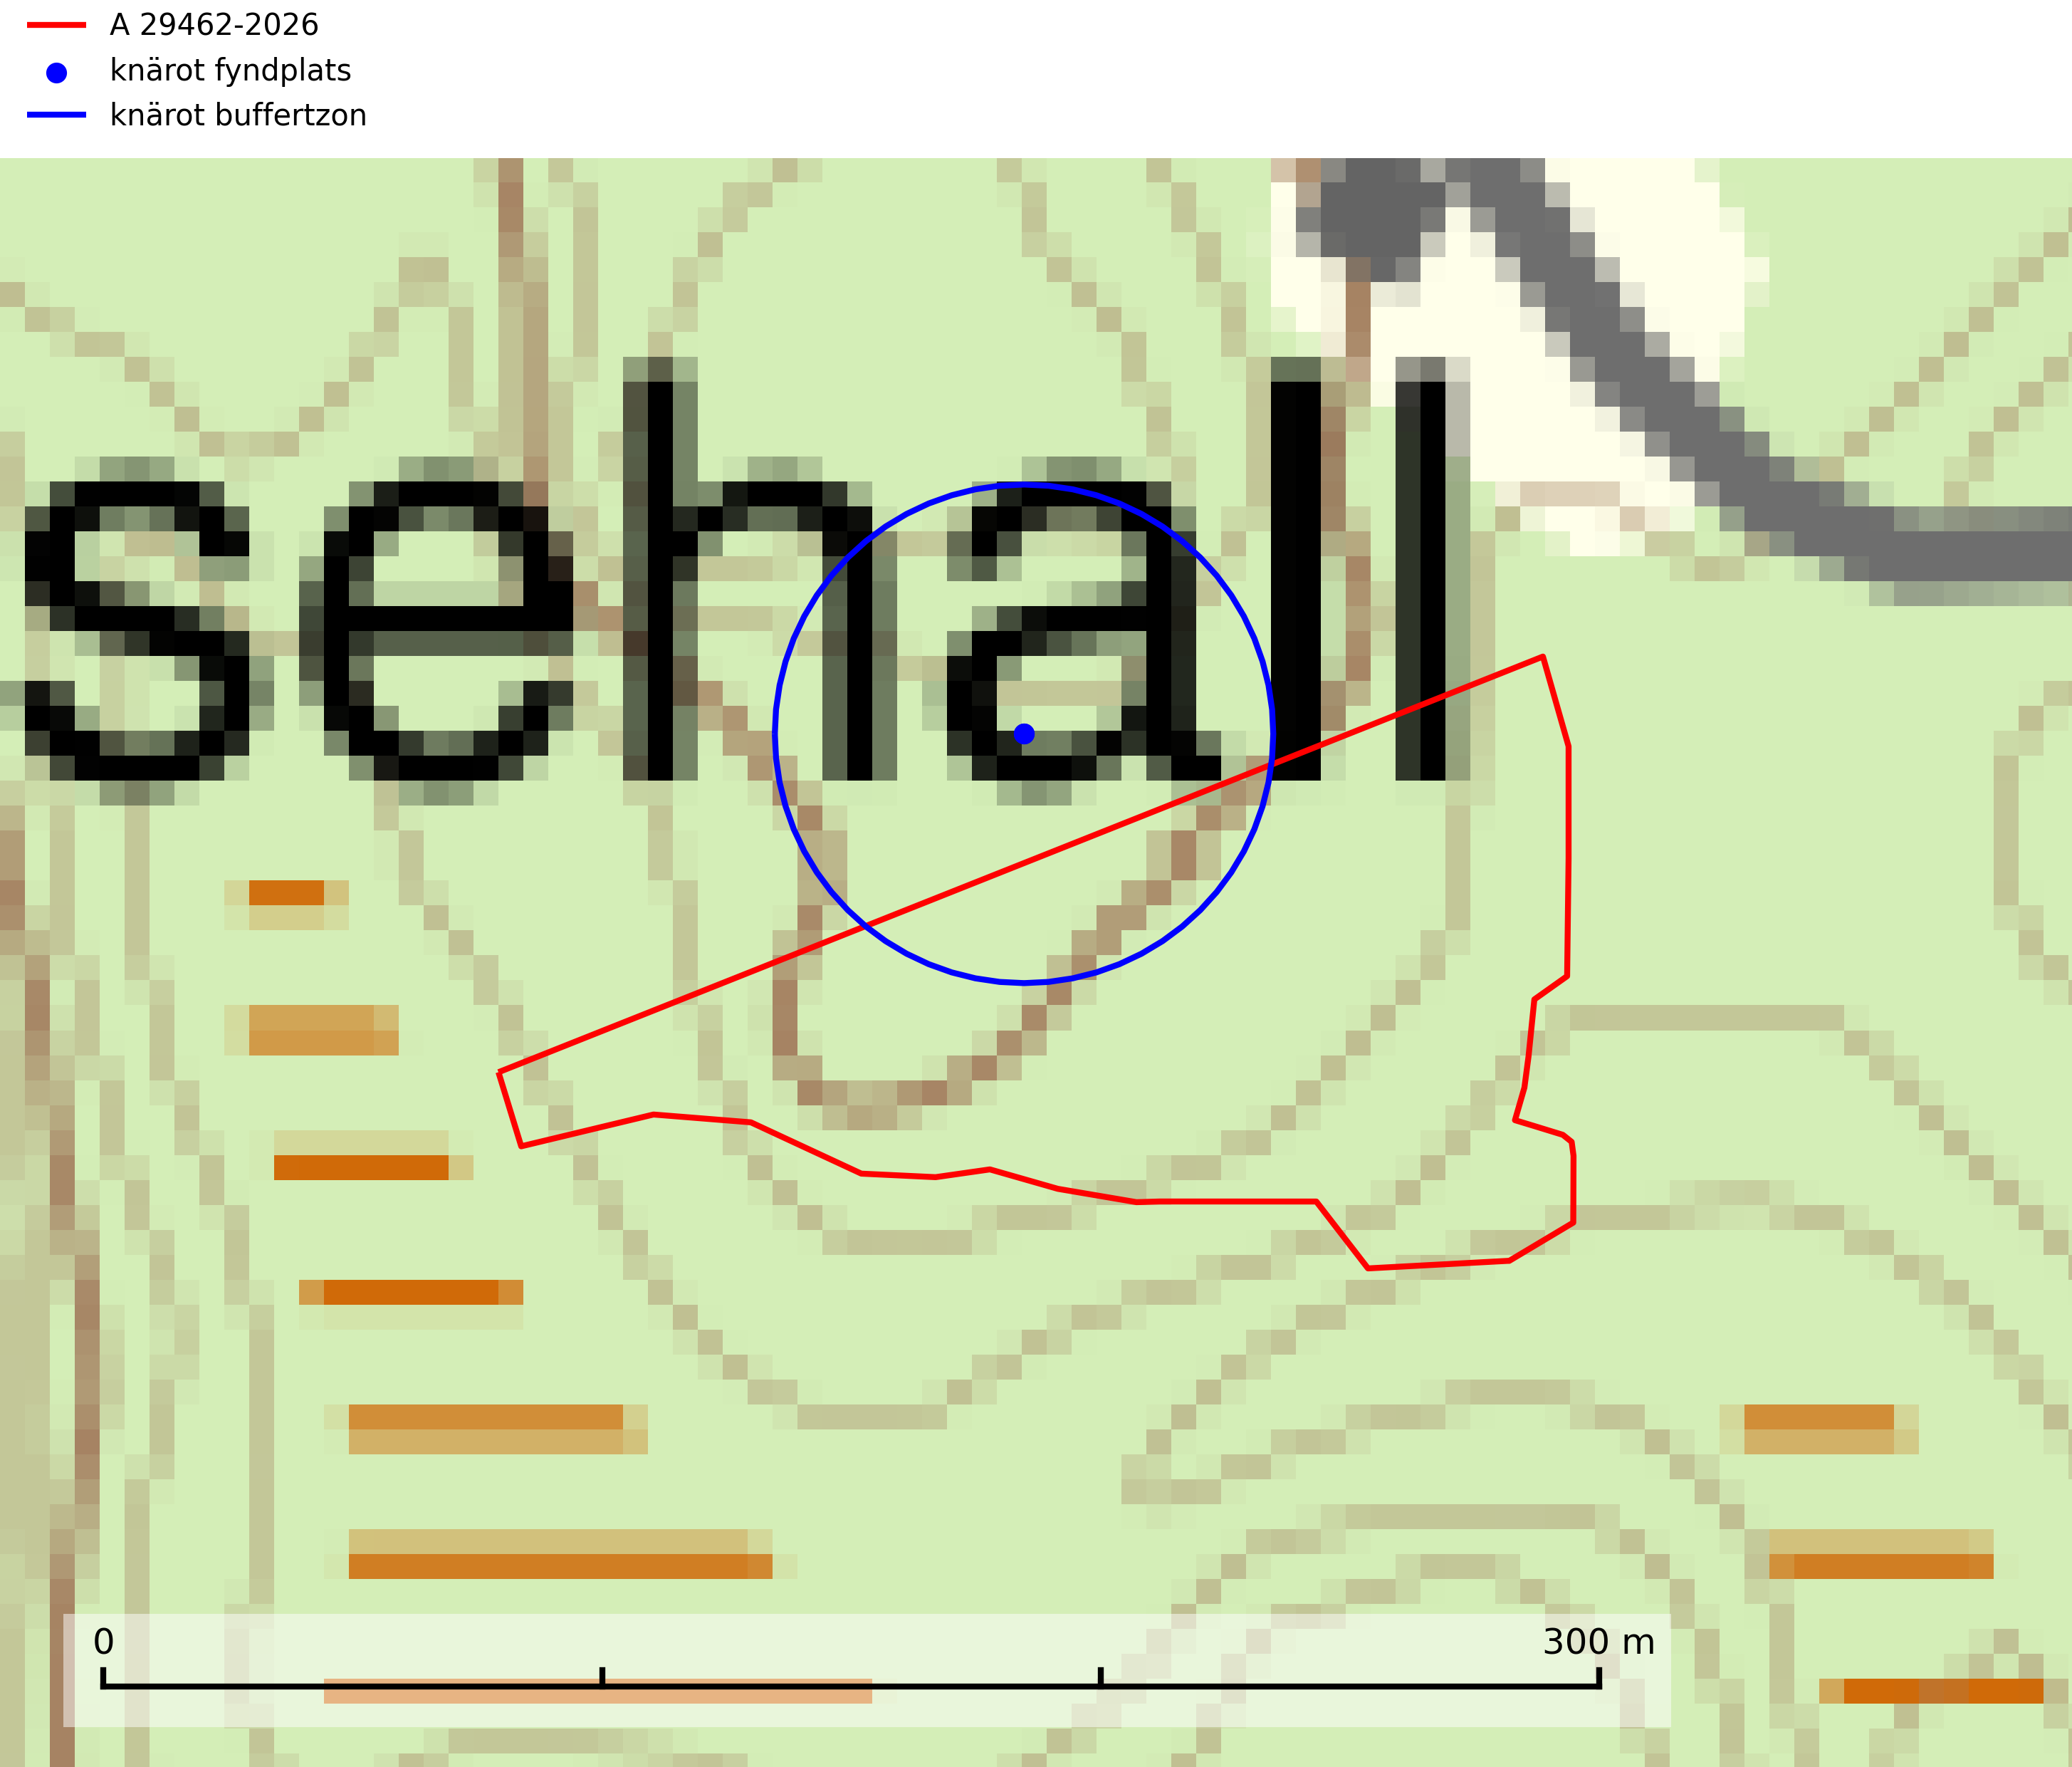 A 29462-2026
knärot fyndplats
knärot buffertzon
sehall
0 300 m